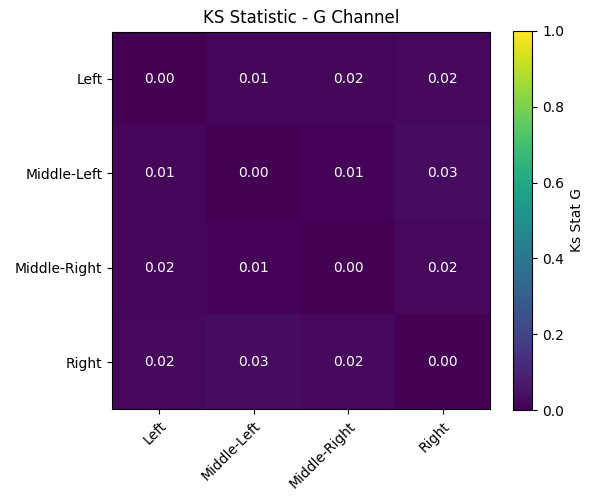 KS Statistic - G Channel
Left 0.00 0.01 0.02 0.02
Middle-Left 0.01 0.00 0.01 0.03
Middle-Right 0.02 0.01 0.00 0.02
Right 0.02 0.03 0.02 0.00
Left
Middle-Left
Middle-Right
Right
1.0
0.8
0.6
0.4
0.2
0.0
Ks Stat G